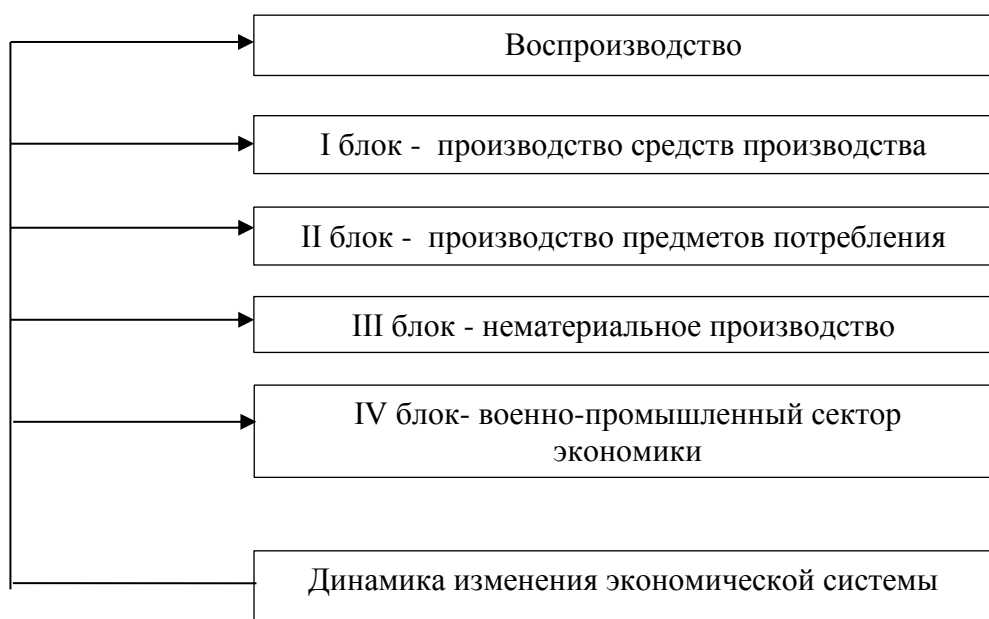 Воспроизводство
I блок - производство средств производства
II блок - производство предметов потребления
III блок - нематериальное производство
IV блок- военно-промышленный сектор
экономики
Динамика изменения экономической системы